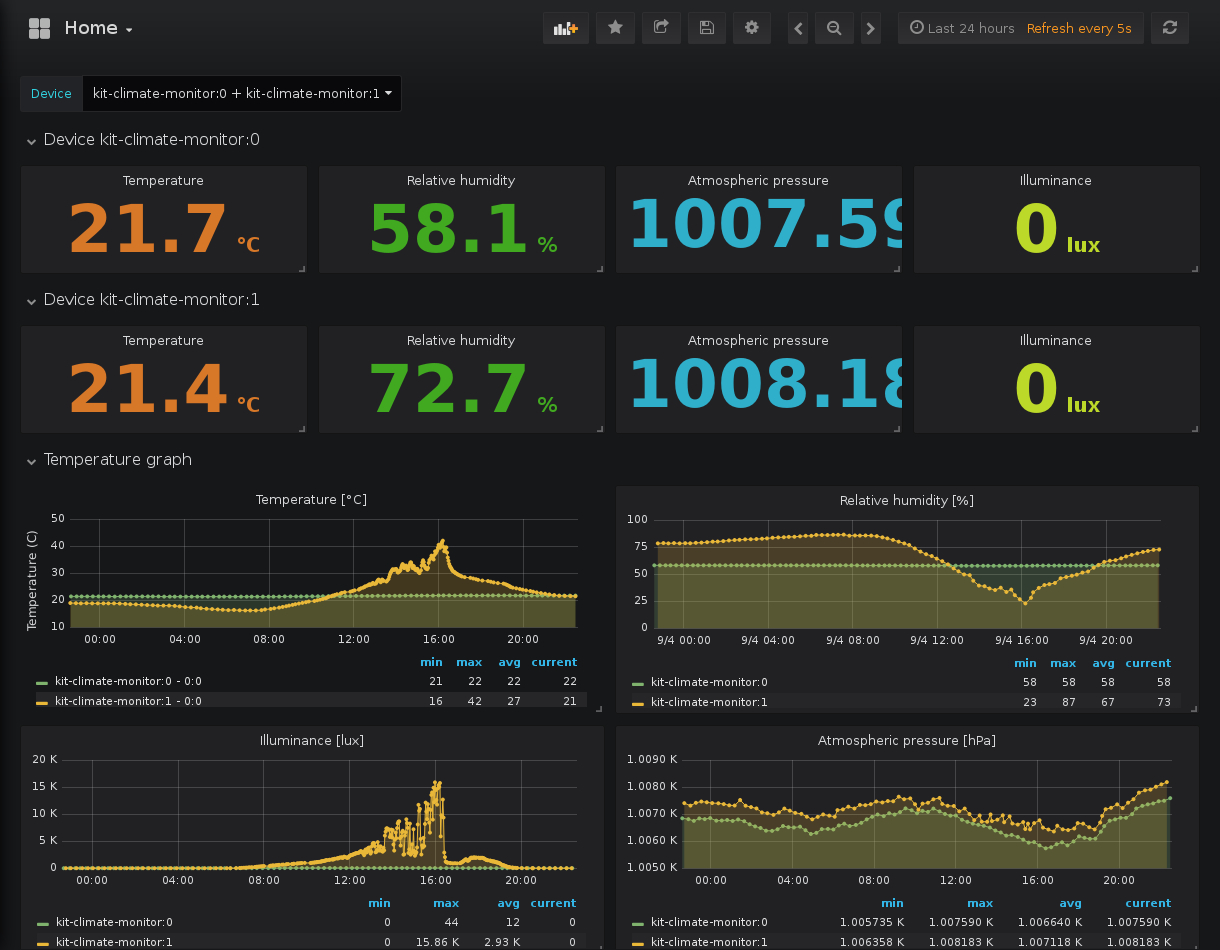 Home
Last 24 hours Refresh every 5s
Device kit-climate-monitor:0 + kit-climate-monitor:1
Device kit-climate-monitor:0
Temperature Relative humidity Atmospheric pressure Illuminance
21.7 °C 58.1 % 1007.59 0 lux
Device kit-climate-monitor:1
Temperature Relative humidity Atmospheric pressure Illuminance
21.4 °C 72.7 % 1008.18 0 lux
Temperature graph
Temperature [°C]
Temperature (C)
50
40
30
20
10
00:00 04:00 08:00 12:00 16:00 20:00
min max avg current
kit-climate-monitor:0 - 0:0 21 22 22 22
kit-climate-monitor:1 - 0:0 16 42 27 21
Relative humidity [%]
100
75
50
25
0
9/4 00:00 9/4 04:00 9/4 08:00 9/4 12:00 9/4 16:00 9/4 20:00
min max avg current
kit-climate-monitor:0 58 58 58 58
kit-climate-monitor:1 23 87 67 73
Illuminance [lux]
20 K
15 K
10 K
5 K
0
00:00 04:00 08:00 12:00 16:00 20:00
min max avg current
kit-climate-monitor:0 0 44 12 0
kit-climate-monitor:1 0 15.86 K 2.93 K 0
Atmospheric pressure [hPa]
1.0090 K
1.0080 K
1.0070 K
1.0060 K
1.0050 K
00:00 04:00 08:00 12:00 16:00 20:00
min max avg current
kit-climate-monitor:0 1.005735 K 1.007590 K 1.006640 K 1.007590 K
kit-climate-monitor:1 1.006358 K 1.008183 K 1.007118 K 1.008183 K